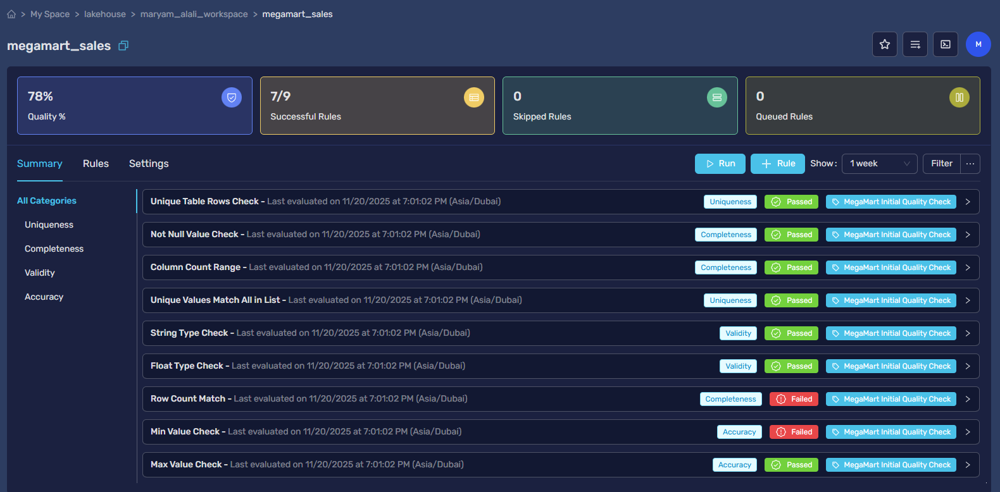 > My Space > lakehouse > maryam_alali_workspace > megamart_sales
megamart_sales
M
78%
Quality %
7/9
Successful Rules
0
Skipped Rules
0
Queued Rules
Summary Rules Settings Run Rule Show: 1 week Filter ...
All Categories
Uniqueness
Completeness
Validity
Accuracy
Unique Table Rows Check - Last evaluated on 11/20/2025 at 7:01:02 PM (Asia/Dubai) Uniqueness Passed MegaMart Initial Quality Check >
Not Null Value Check - Last evaluated on 11/20/2025 at 7:01:02 PM (Asia/Dubai) Completeness Passed MegaMart Initial Quality Check >
Column Count Range - Last evaluated on 11/20/2025 at 7:01:02 PM (Asia/Dubai) Completeness Passed MegaMart Initial Quality Check >
Unique Values Match All in List - Last evaluated on 11/20/2025 at 7:01:02 PM (Asia/Dubai) Uniqueness Passed MegaMart Initial Quality Check >
String Type Check - Last evaluated on 11/20/2025 at 7:01:02 PM (Asia/Dubai) Validity Passed MegaMart Initial Quality Check >
Float Type Check - Last evaluated on 11/20/2025 at 7:01:02 PM (Asia/Dubai) Validity Passed MegaMart Initial Quality Check >
Row Count Match - Last evaluated on 11/20/2025 at 7:01:02 PM (Asia/Dubai) Completeness Failed MegaMart Initial Quality Check >
Min Value Check - Last evaluated on 11/20/2025 at 7:01:02 PM (Asia/Dubai) Accuracy Failed MegaMart Initial Quality Check >
Max Value Check - Last evaluated on 11/20/2025 at 7:01:02 PM (Asia/Dubai) Accuracy Passed MegaMart Initial Quality Check >